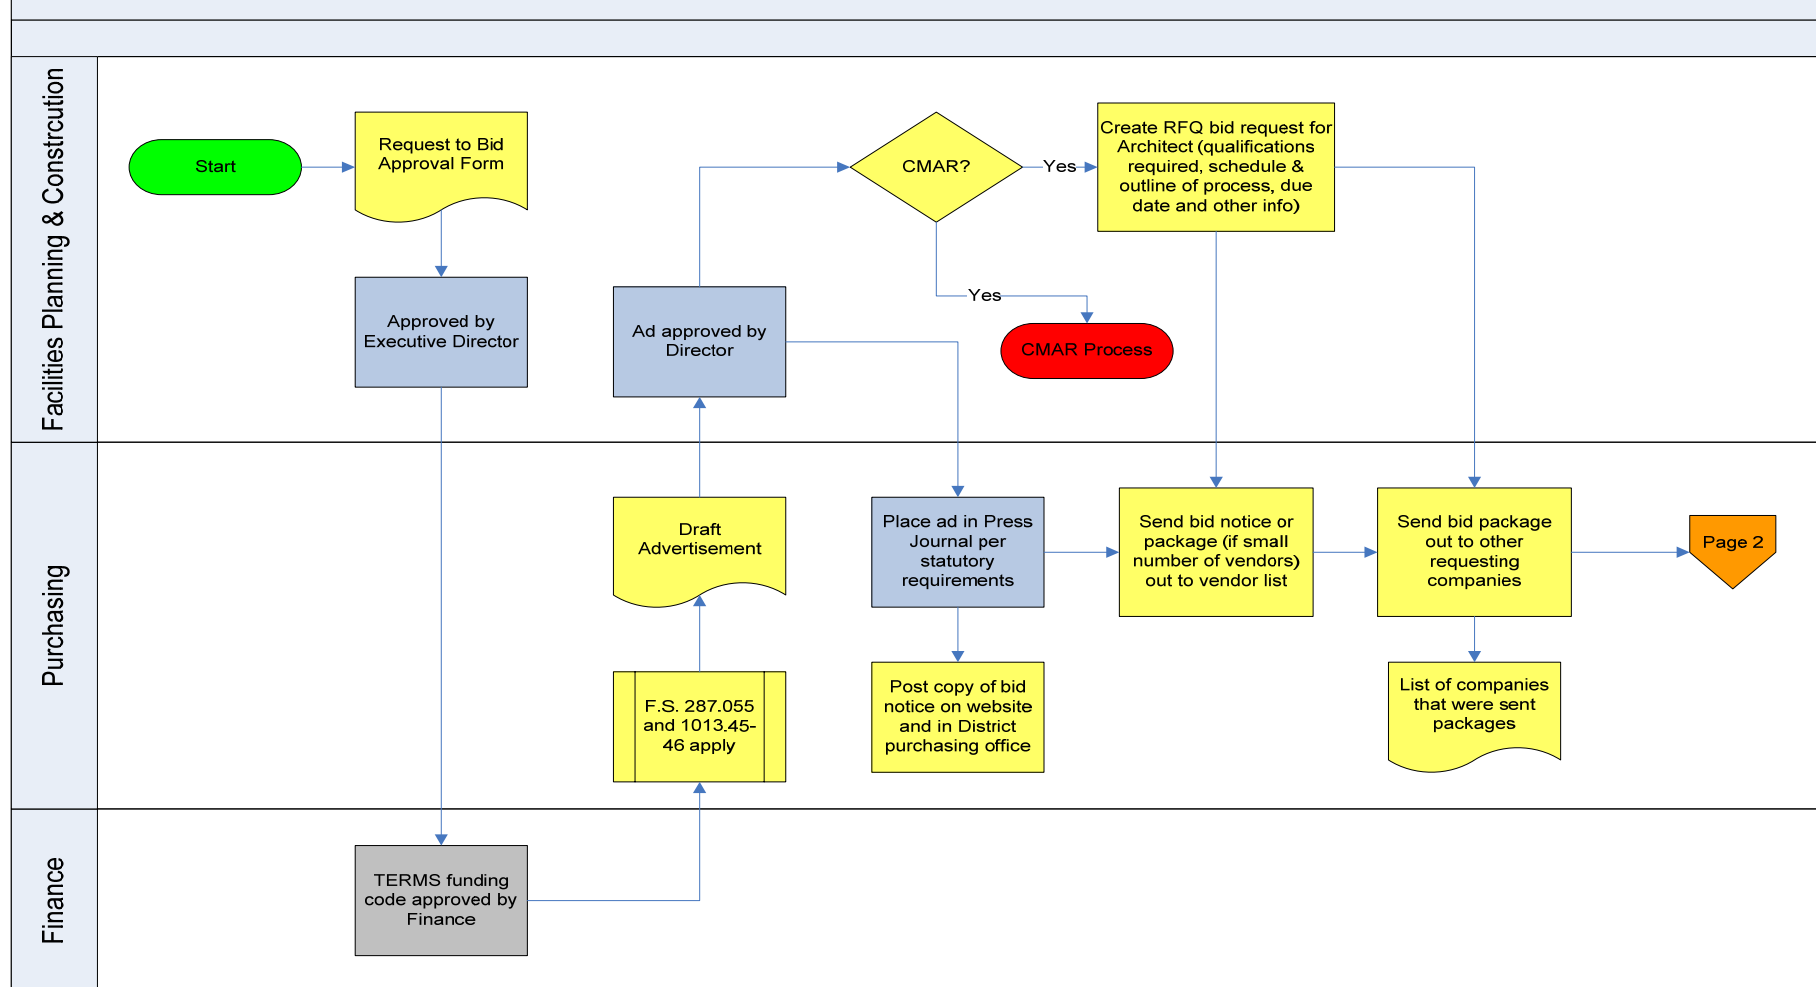 Facilities Planning & Constrcution
Start
Request to Bid
Approval Form
Approved by
Executive Director
Ad approved by
Director
CMAR?
Yes
Yes
CMAR Process
Create RFQ bid request for
Architect (qualifications
required, schedule &
outline of process, due
date and other info)
Purchasing
Draft
Advertisement
F.S. 287.055
and 1013.45-
46 apply
Place ad in Press
Journal per
statutory
requirements
Post copy of bid
notice on website
and in District
purchasing office
Send bid notice or
package (if small
number of vendors)
out to vendor list
Send bid package
out to other
requesting
companies
List of companies
that were sent
packages
Page 2
Finance
TERMS funding
code approved by
Finance